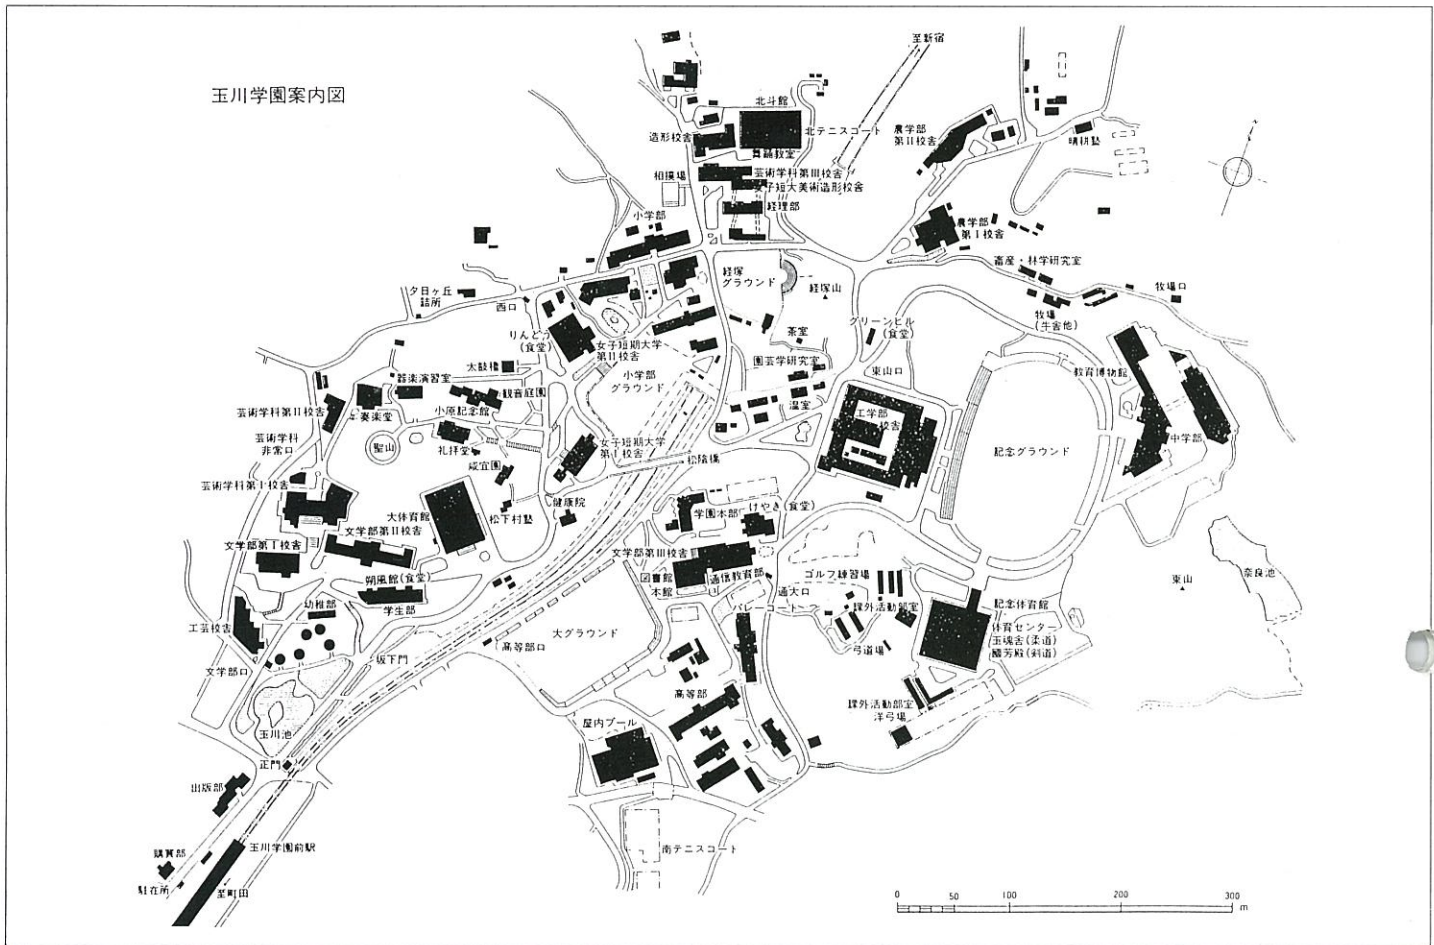 玉川学園案内図
至新宿
北斗館
北テニスコート
造形校舎
舞踊教室
農学部
第II校舎
晴耕塾
芸術学科第III校舎
女子短大美術造形校舎
相撲場
経理部
小学部
農学部
第I校舎
畜産・林学研究室
経塚
グラウンド
経塚山
牧場口
牧場
(牛舎他)
夕日ヶ丘
詰所
西口
りんどう
(食堂)
女子短期大学
第II校舎
茶室
グリーンヒル
(食堂)
園芸学研究室
東山口
教育博物館
太鼓橋
小学部
グラウンド
器楽演習室
観音庭園
温室
芸術学科第II校舎
奏楽堂
小原記念館
工学部
校舎
中学部
芸術学科
非常口
聖山
礼拝堂
女子短期大学
第I校舎
松陰橋
記念グラウンド
咸宜園
芸術学科第I校舎
大体育館
松下村塾
健康院
学園本部
けやき(食堂)
文学部第II校舎
文学部第I校舎
文学部第III校舎
朔風館(食堂)
図書館
本館
通信教育部
ゴルフ練習場
東山
奈良池
幼稚部
学生部
通大口
課外活動部室
バレーコート
記念体育館
工芸校舎
大グラウンド
体育センター
玉魂舎(柔道)
醸芳殿(剣道)
坂下門
高等部口
弓道場
文学部口
高等部
課外活動部室
洋弓場
玉川池
屋内プール
正門
出版部
玉川学園前駅
南テニスコート
購買部
駐在所
至町田
0 50 100 200 300
m